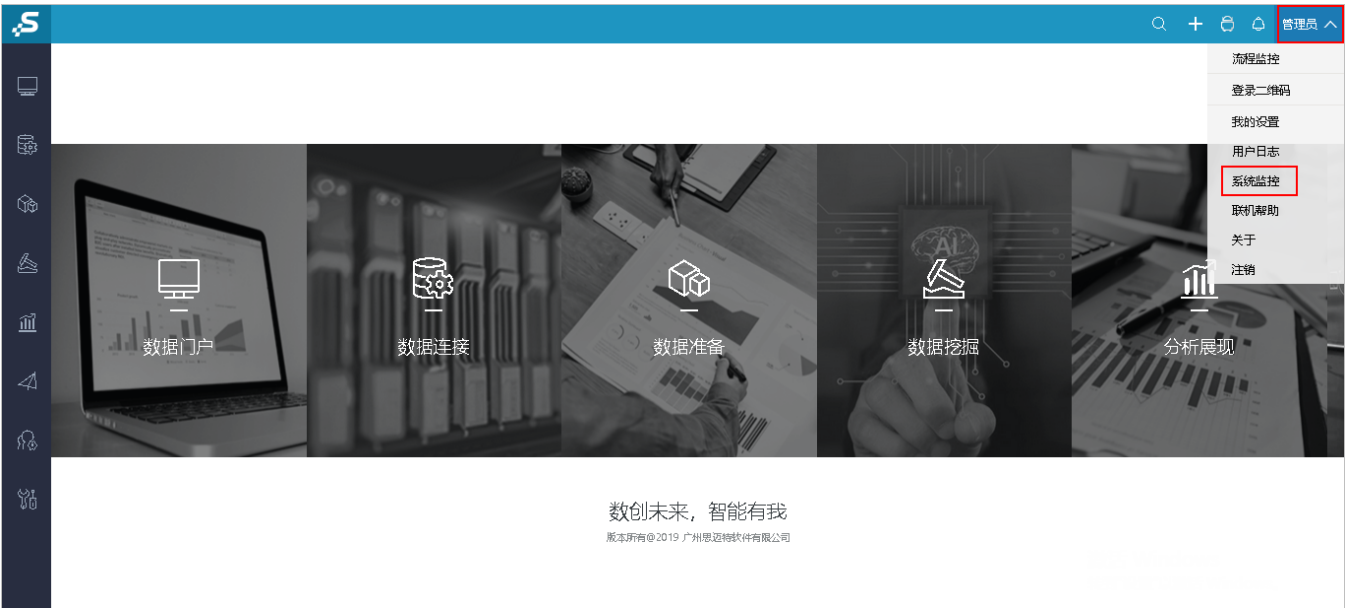 管理员
流程监控
登录二维码
我的设置
用户日志
系统监控
联机帮助
关于
注销
AI
数据门户
数据连接
数据准备
数据挖掘
分析展现
数创未来，智能有我
版本所有@2019 广州思迈特软件有限公司